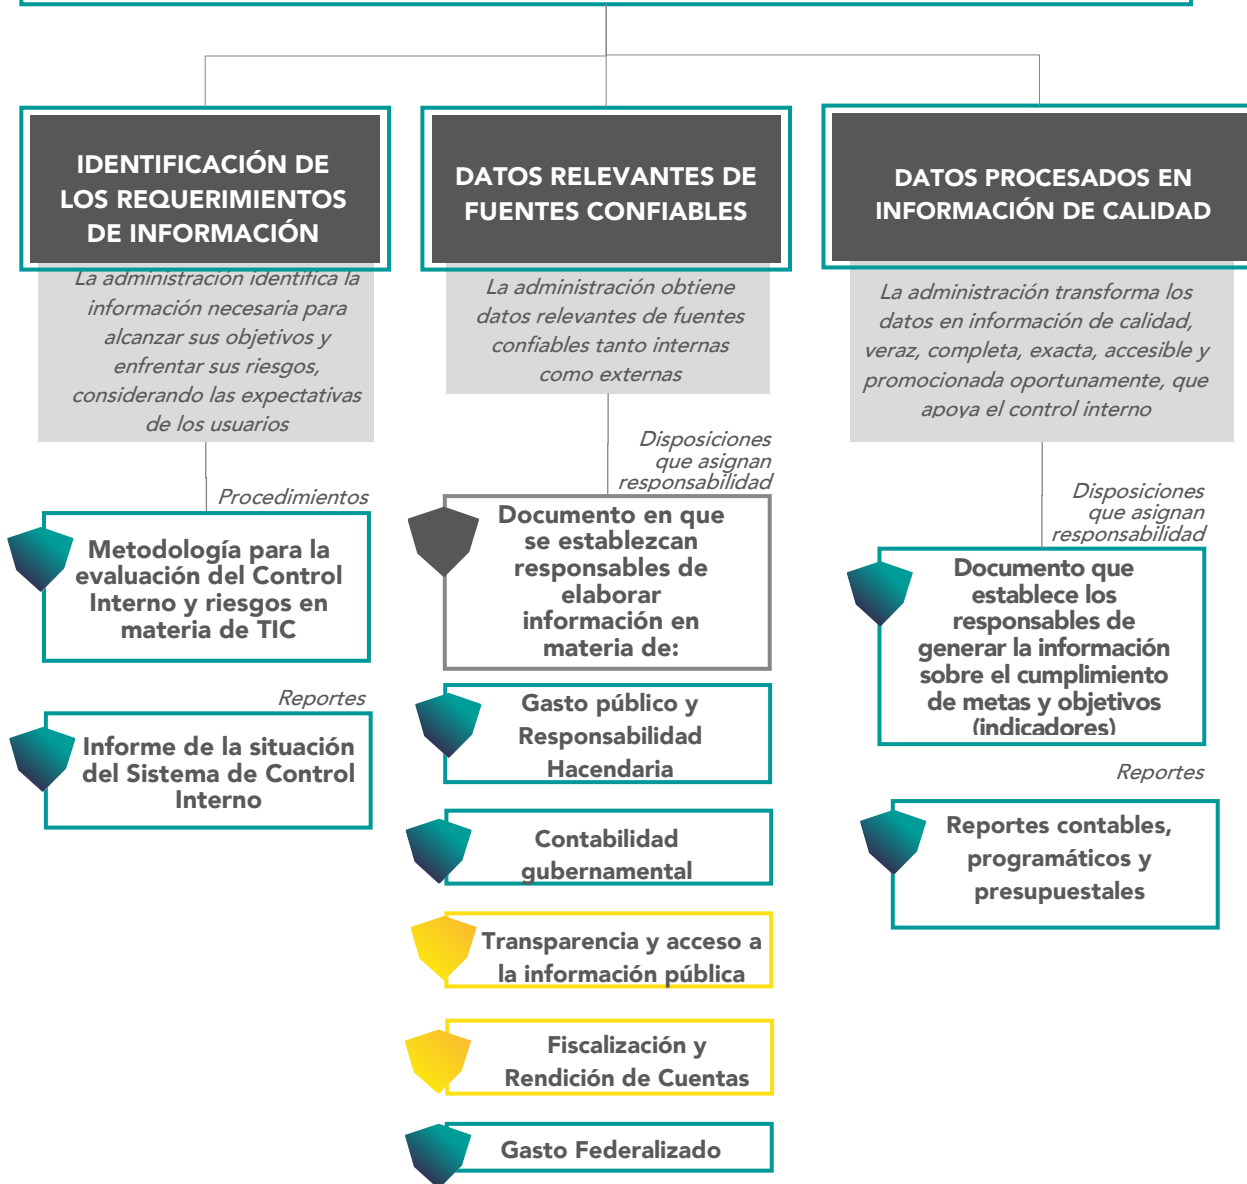 IDENTIFICACIÓN DE
LOS REQUERIMIENTOS
DE INFORMACIÓN
La administración identifica la
información necesaria para
alcanzar sus objetivos y
enfrentar sus riesgos,
considerando las expectativas
de los usuarios
Procedimientos
Metodología para la
evaluación del Control
Interno y riesgos en
materia de TIC
Reportes
Informe de la situación
del Sistema de Control
Interno
DATOS RELEVANTES DE
FUENTES CONFIABLES
La administración obtiene
datos relevantes de fuentes
confiables tanto internas
como externas
Disposiciones
que asignan
responsabilidad
Documento en que
se establezcan
responsables de
elaborar
información en
materia de:
Gasto público y
Responsabilidad
Hacendaria
Contabilidad
gubernamental
Transparencia y acceso a
la información pública
Fiscalización y
Rendición de Cuentas
Gasto Federalizado
DATOS PROCESADOS EN
INFORMACIÓN DE CALIDAD
La administración transforma los
datos en información de calidad,
veraz, completa, exacta, accesible y
promocionada oportunamente, que
apoya el control interno
Disposiciones
que asignan
responsabilidad
Documento que
establece los
responsables de
generar la información
sobre el cumplimiento
de metas y objetivos
(indicadores)
Reportes
Reportes contables,
programáticos y
presupuestales